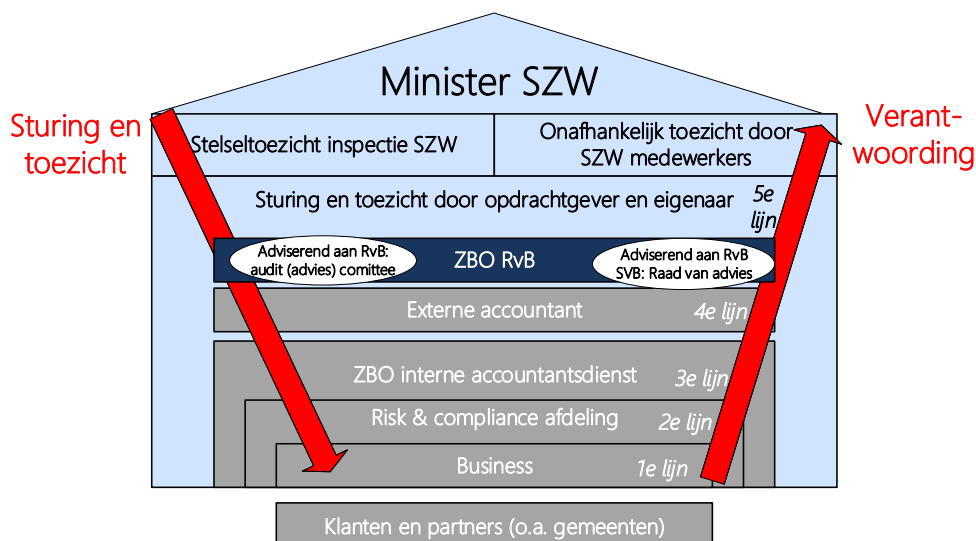 Minister SZW
Sturing en
toezicht
Verant-
woording
Stelseltoezicht inspectie SZW
Onafhankelijk toezicht door
SZW medewerkers
Sturing en toezicht door opdrachtgever en eigenaar
5e
lijn
Adviserend aan RvB:
audit (advies) comittee
ZBO RvB
Adviserend aan RvB
SVB: Raad van advies
Externe accountant
4e lijn
ZBO interne accountantsdienst
3e lijn
Risk & compliance afdeling
2e lijn
Business
1e lijn
Klanten en partners (o.a. gemeenten)